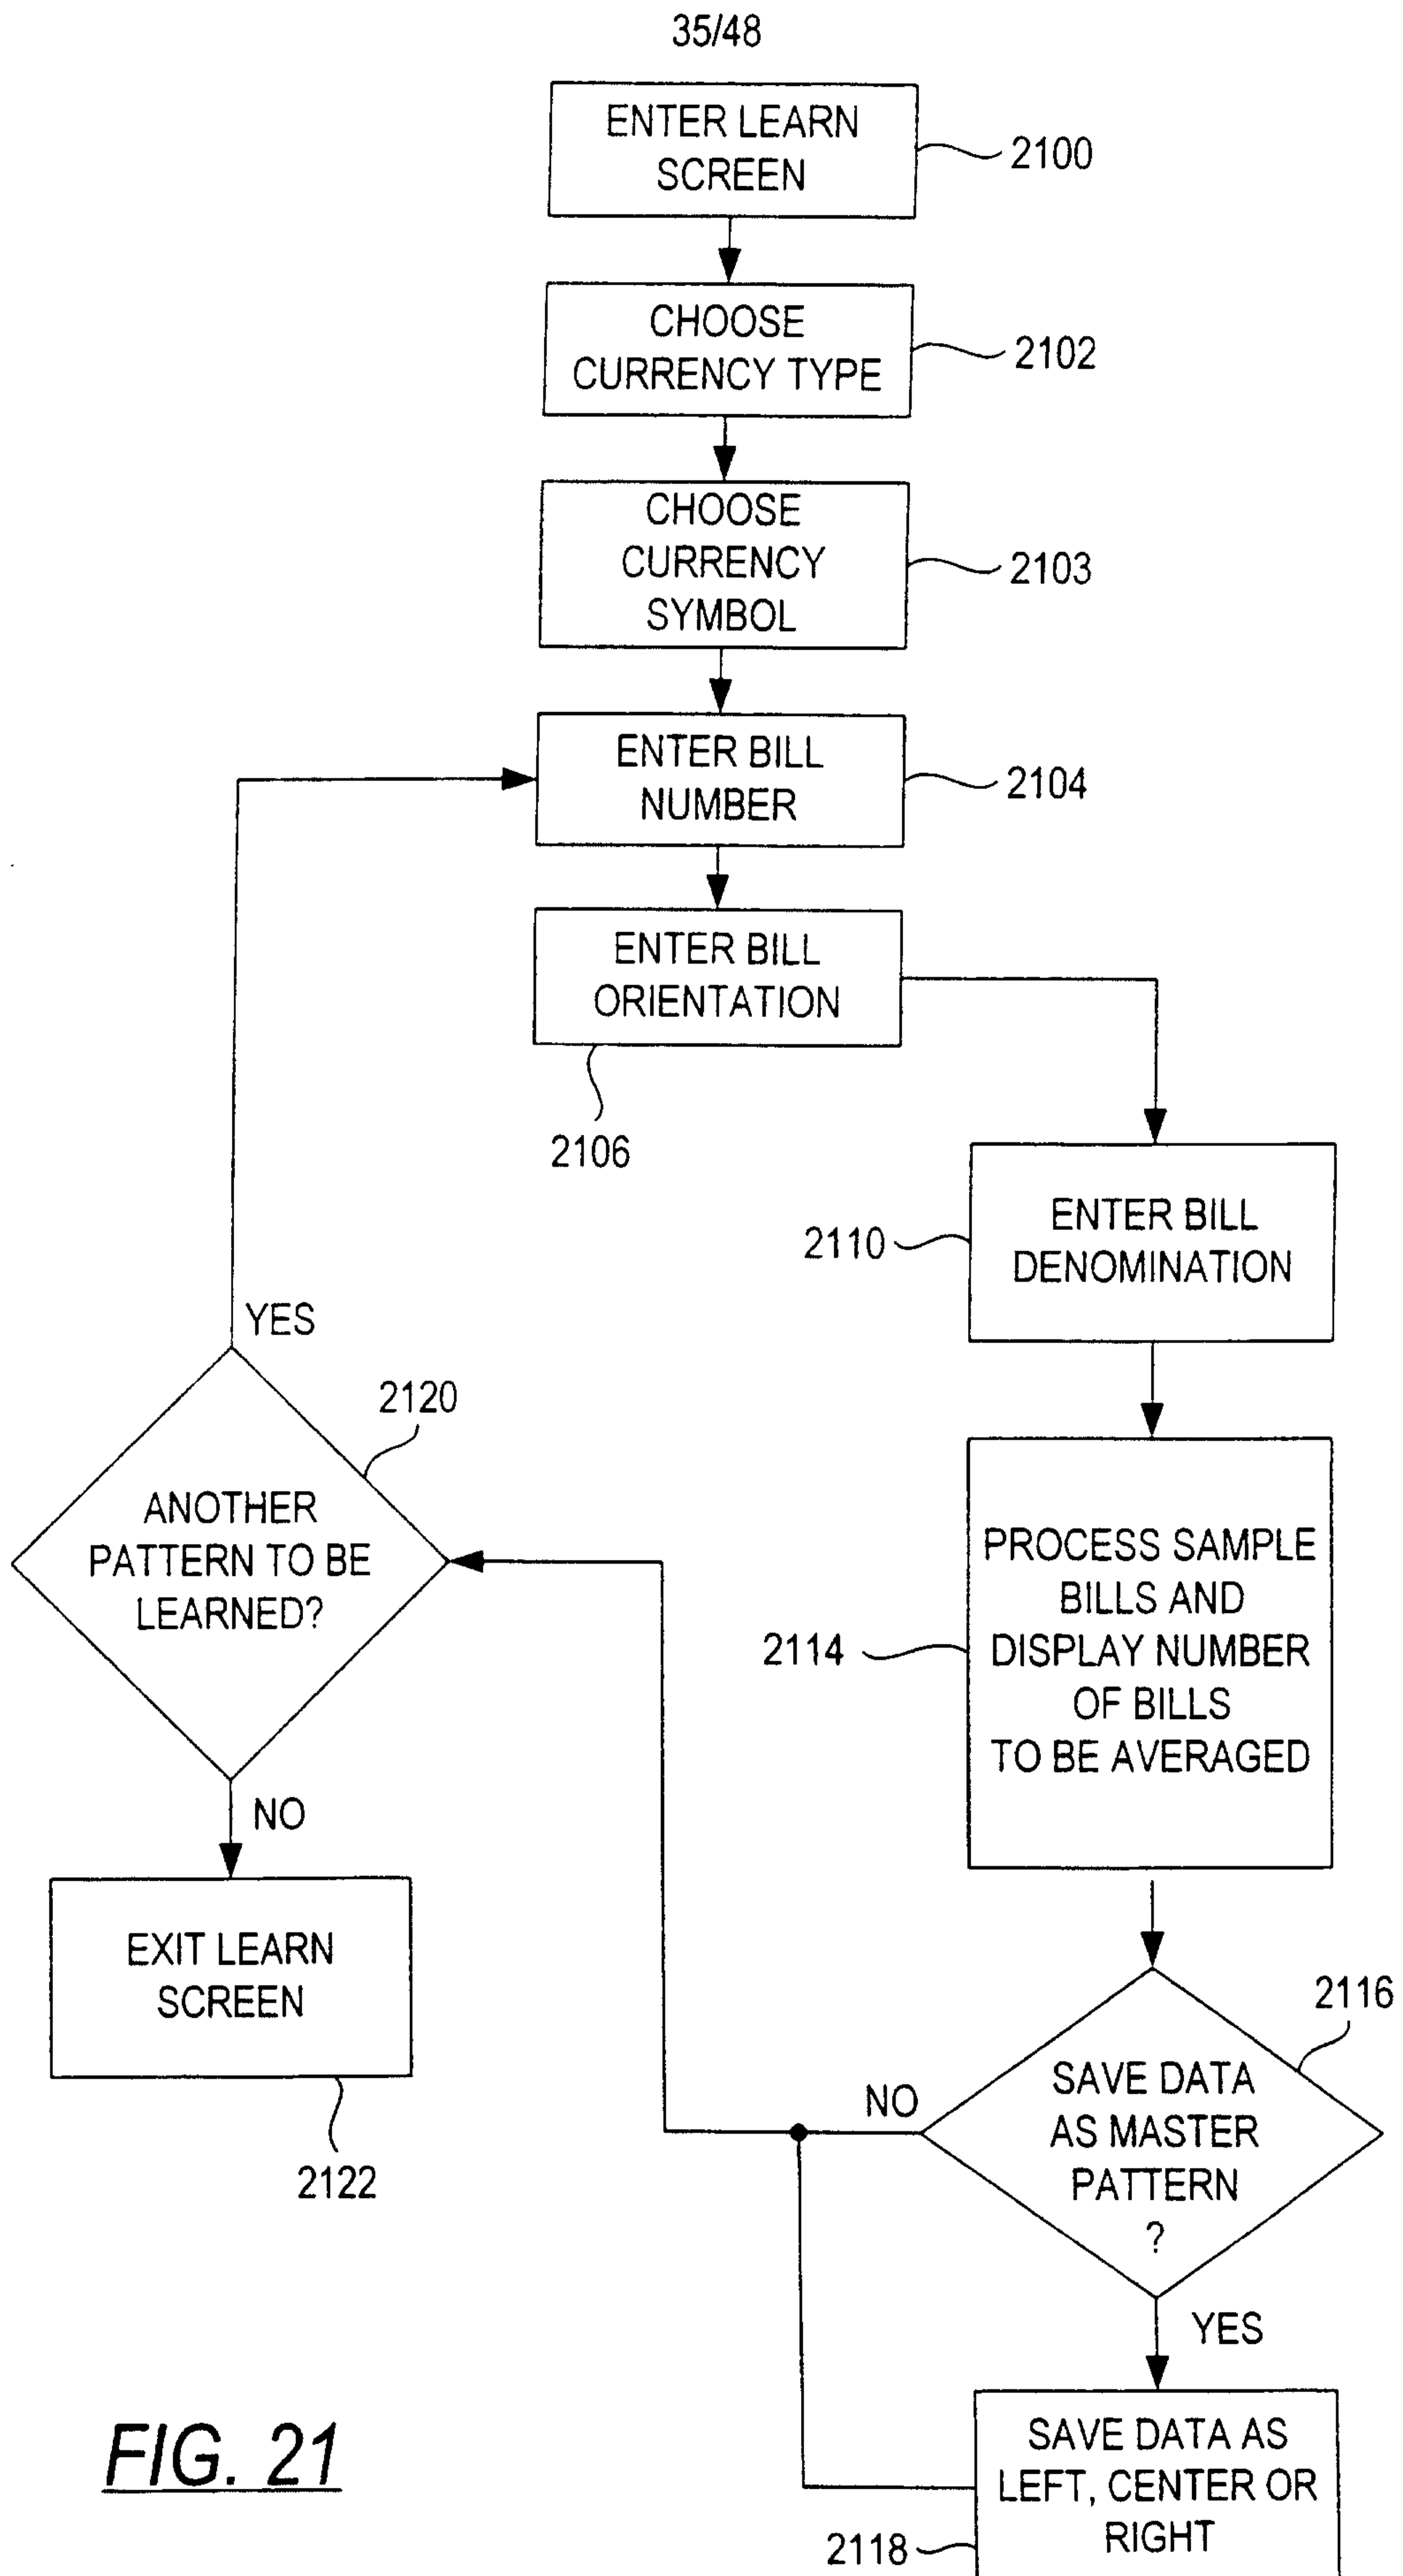 35/48
ENTER LEARN
SCREEN
2100
CHOOSE
CURRENCY TYPE
2102
CHOOSE
CURRENCY
SYMBOL
2103
ENTER BILL
NUMBER
2104
ENTER BILL
ORIENTATION
2106
ENTER BILL
DENOMINATION
2110
PROCESS SAMPLE
BILLS AND
DISPLAY NUMBER
OF BILLS
TO BE AVERAGED
2114
SAVE DATA
AS MASTER
PATTERN
?
2116
NO
YES
SAVE DATA AS
LEFT, CENTER OR
RIGHT
2118
YES
2120
ANOTHER
PATTERN TO BE
LEARNED?
NO
EXIT LEARN
SCREEN
2122
FIG. 21